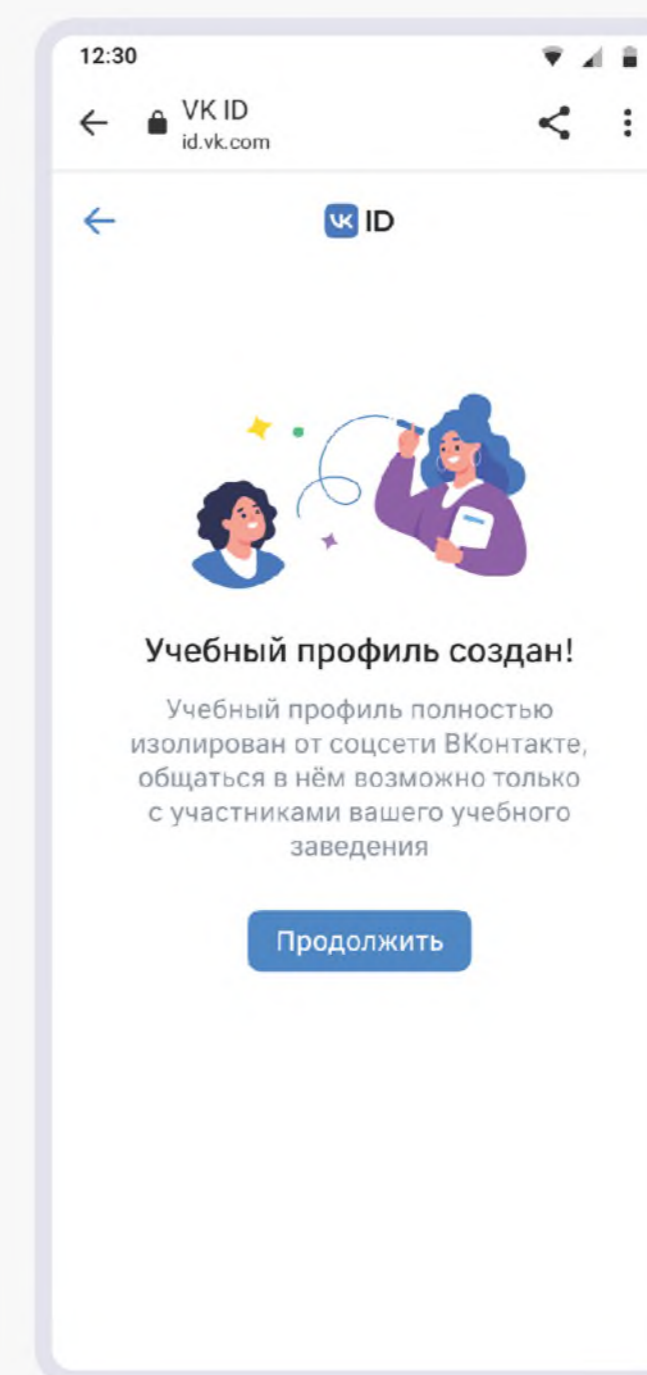 12:30
VK ID
id.vk.com
VK ID
Учебный профиль создан!
Учебный профиль полностью
изолирован от соцсети ВКонтакте,
общаться в нём возможно только
с участниками вашего учебного
заведения
Продолжить